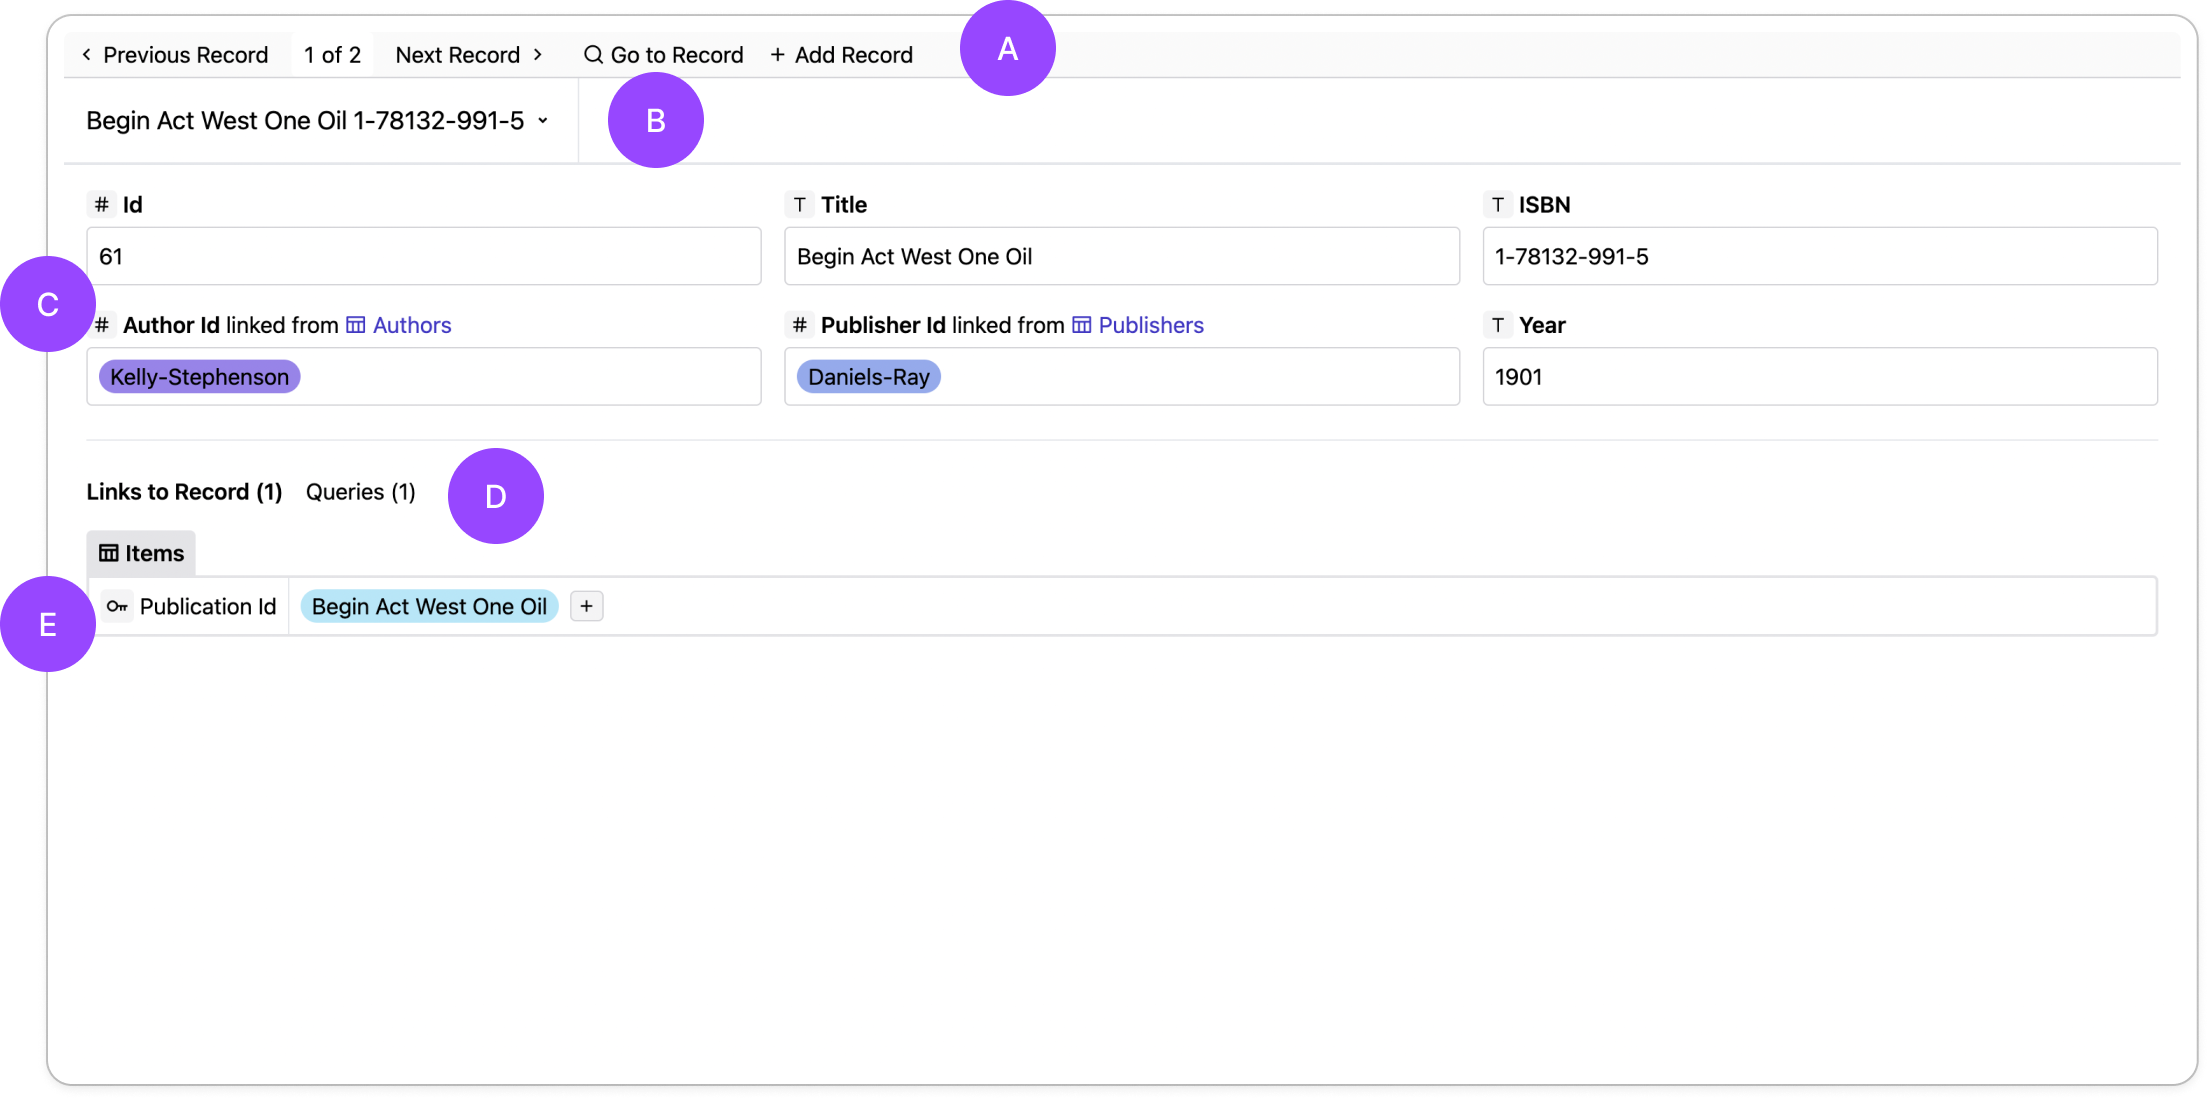 Previous Record 1 of 2 Next Record Go to Record + Add Record A
Begin Act West One Oil 1-78132-991-5 B
# Id T Title T ISBN
61 Begin Act West One Oil 1-78132-991-5
C
# Author Id linked from Authors # Publisher Id linked from Publishers T Year
Kelly-Stephenson Daniels-Ray 1901
Links to Record (1) Queries (1) D
Items
E Publication Id Begin Act West One Oil +